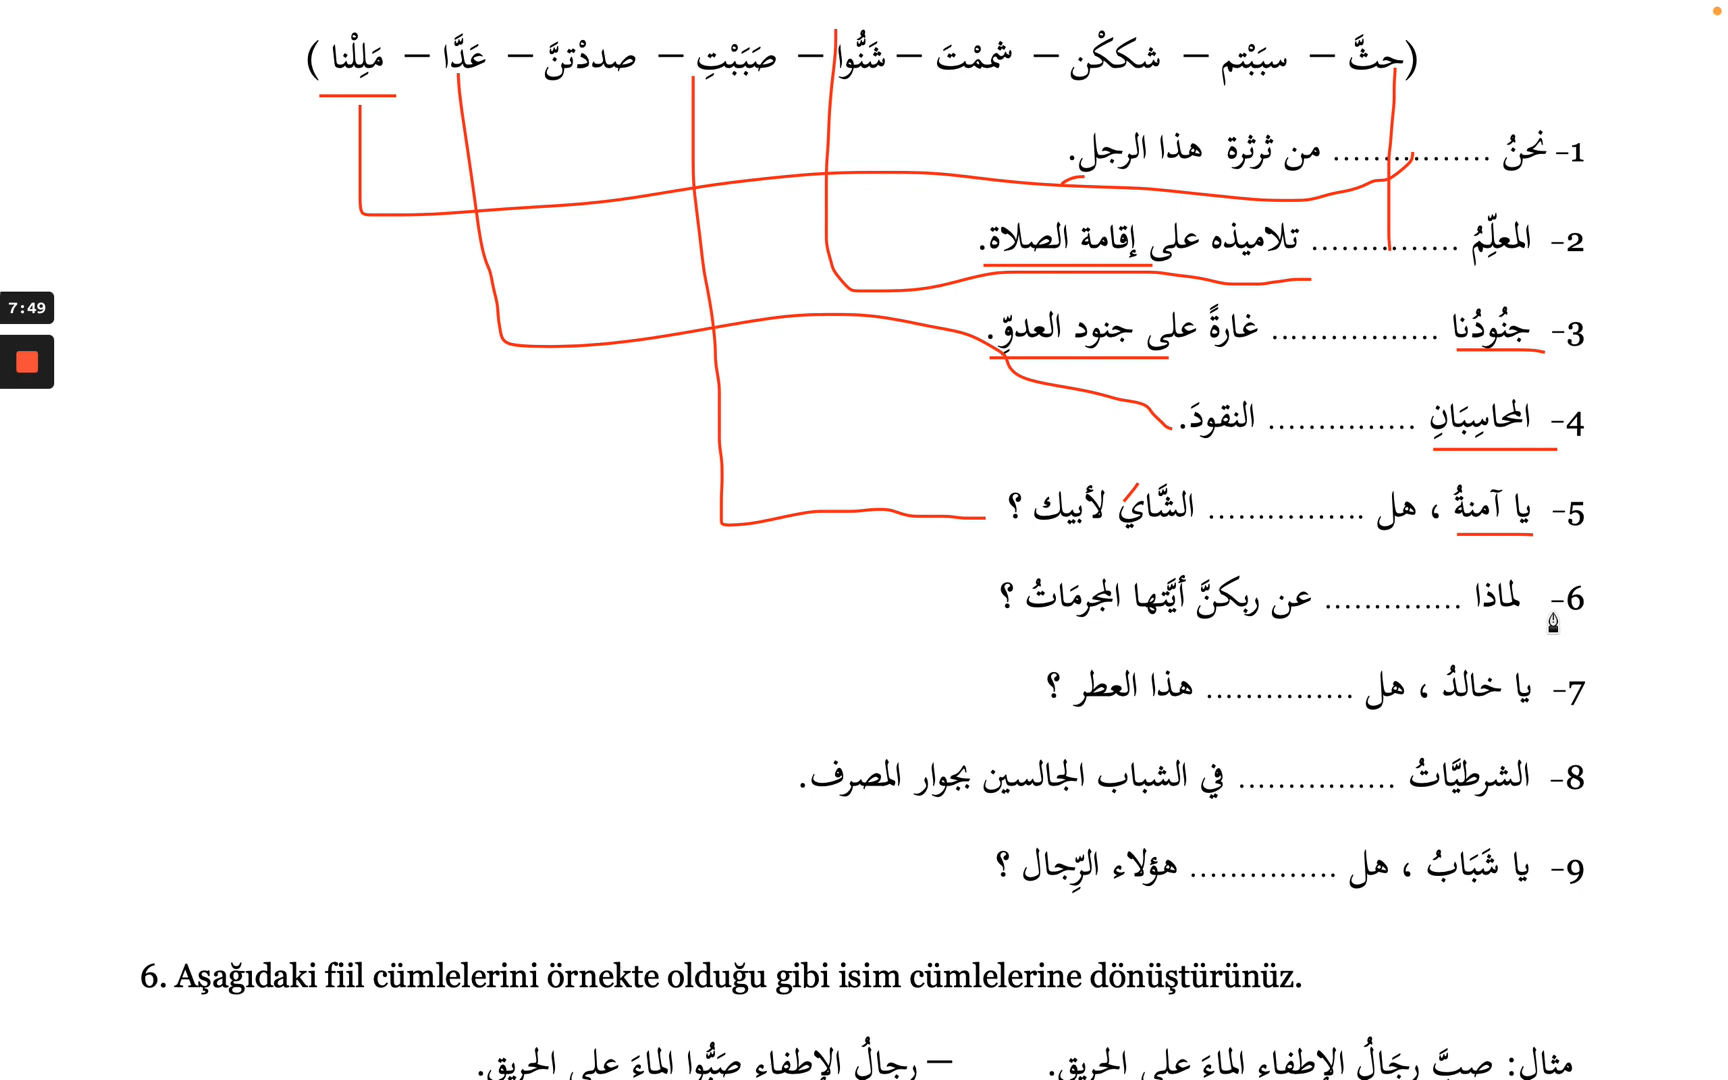 (حثَّ – سبَبْتم – شككْن – شممْتَ – شَنُّوا – صَبَبْتِ – صددْتنَّ – عَدَّا – مَلِلْنا )
1- نحنُ ................ من ثرثرة هذا الرجل.
2- المعلِّمُ ............... تلاميذه على إقامة الصلاة.
7:49
3- جنُودُنا ................. غارةً على جنود العدوِّ.
4- المحاسِبَانِ ............... النقودَ.
5- يا آمنةُ ، هل ................ الشَّايَ لأبيك ؟
6- لماذا .............. عن ربكنَّ أيَّتها المجرمَاتُ ؟
7- يا خالدُ ، هل ............... هذا العطر ؟
8- الشرطيَّاتُ ................ في الشباب الجالسين بجوار المصرف.
9- يا شَبَابُ ، هل ............... هؤلاء الرِّجال ؟
6. Aşağıdaki fiil cümlelerini örnekte olduğu gibi isim cümlelerine dönüştürünüz.
مثال: صبَّ رجَالُ الإطفاء الماءَ على الحريق. – رجالُ الإطفاء صَبُّوا الماءَ على الحريق.